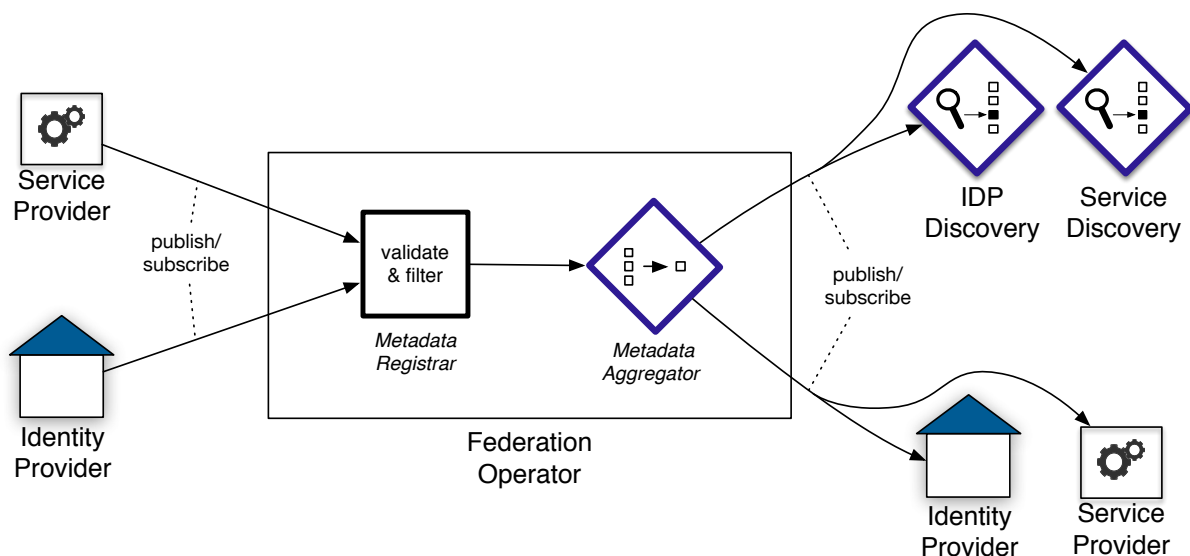 Service
Provider
publish/
subscribe
Identity
Provider
validate
& filter
Metadata
Registrar
Metadata
Aggregator
Federation
Operator
IDP
Discovery
Service
Discovery
publish/
subscribe
Identity
Provider
Service
Provider